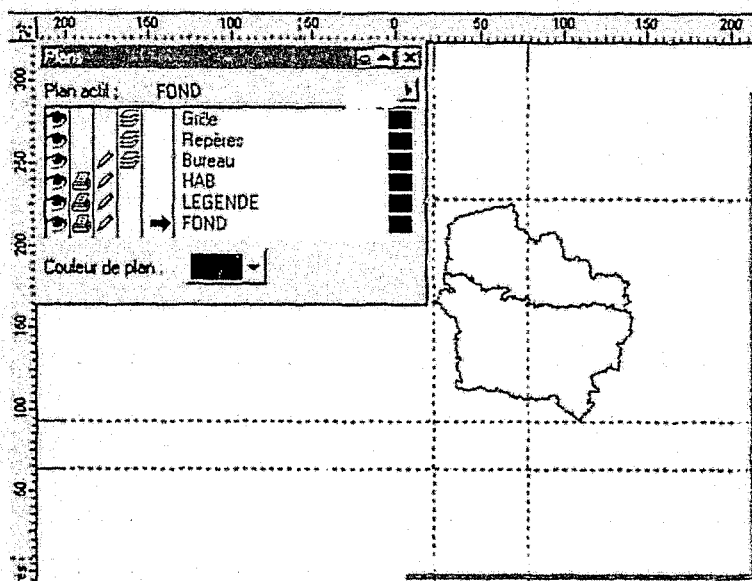 200 150 100 50 0 50 100 150 200
Plans
Plan actif : FOND
Grille
Repères
Bureau
HAB
LEGENDE
FOND
Couleur de plan :
300
250
200
150
100
50